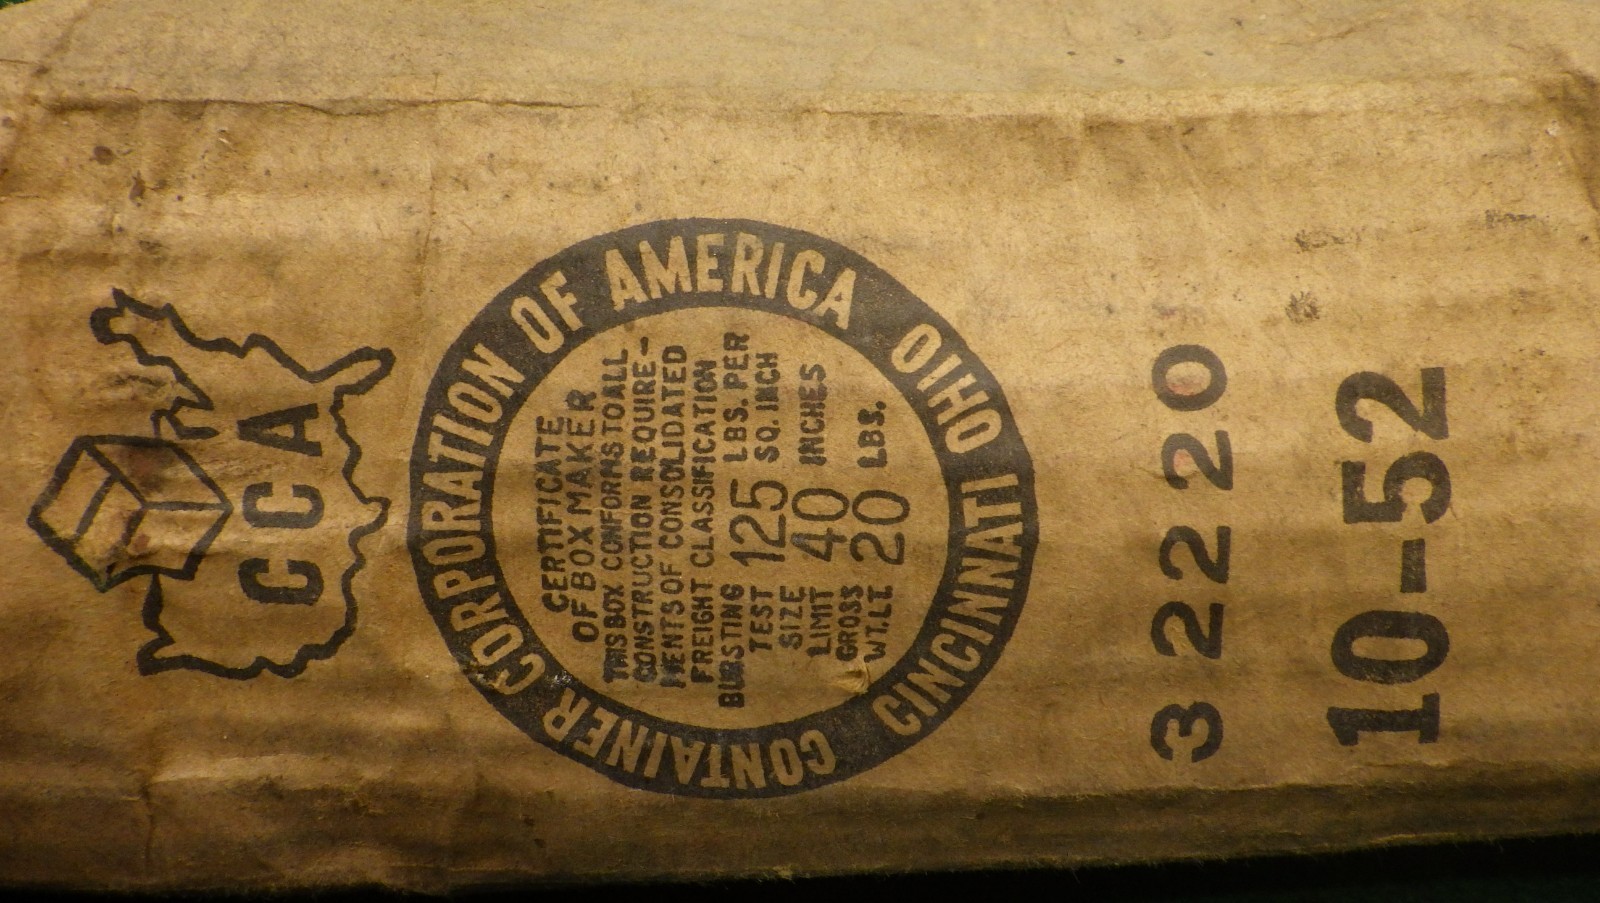 CCA
CONTAINER CORPORATION OF AMERICA
CERTIFICATE
OF BOX MAKER
THIS BOX CONFORMS TO ALL
CONSTRUCTION REQUIRE-
MENTS OF CONSOLIDATED
FREIGHT CLASSIFICATION
BURSTING TEST 125 LBS. PER SQ. INCH
SIZE LIMIT 40 INCHES
GROSS WT. LT. 20 LBS.
CINCINNATI OHIO
32220
10-52